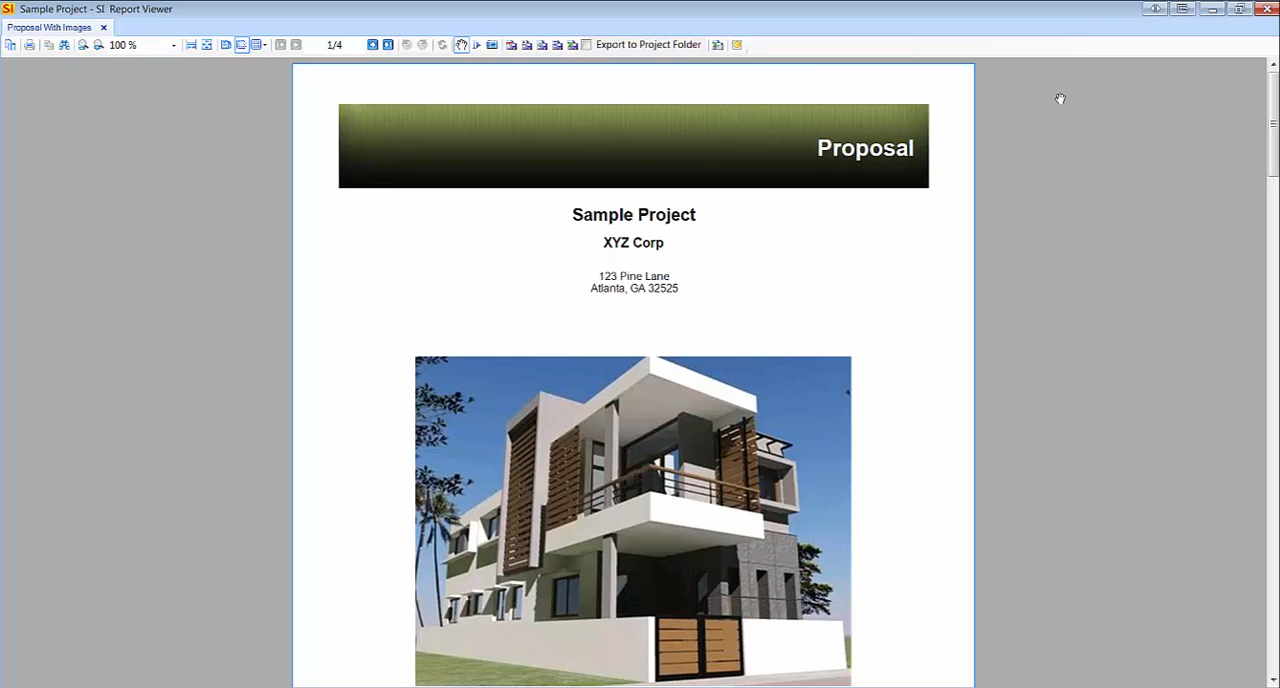 SI Sample Project - SI Report Viewer
Proposal With Images
100 % 1/4 Export to Project Folder
Proposal
Sample Project
XYZ Corp
123 Pine Lane
Atlanta, GA 32525